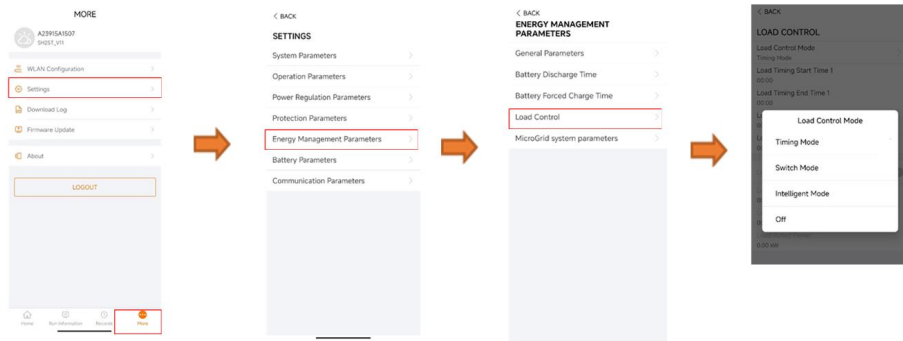 MORE
A2391SA1507
SH20T_V11
WLAN Configuration
Settings
Download Log
Firmware Update
About
LOGOUT
Home
Run Information
Records
More
< BACK
SETTINGS
System Parameters
Operation Parameters
Power Regulation Parameters
Protection Parameters
Energy Management Parameters
Battery Parameters
Communication Parameters
< BACK
ENERGY MANAGEMENT
PARAMETERS
General Parameters
Battery Discharge Time
Battery Forced Charge Time
Load Control
MicroGrid system parameters
< BACK
LOAD CONTROL
Load Control Mode
Timing Mode
Load Timing Start Time 1
00:00
Load Timing End Time 1
00:00
Load Control Mode
Timing Mode
Switch Mode
Intelligent Mode
Off
0.00 kW